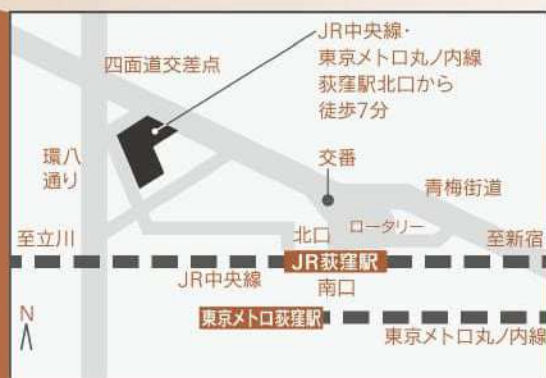 JR中央線・
東京メトロ丸ノ内線
荻窪駅北口から
徒歩7分
四面道交差点
環八
通り
交番
青梅街道
ロータリー
北口
至立川
至新宿
JR荻窪駅
JR中央線
南口
東京メトロ荻窪駅
東京メトロ丸ノ内線
N